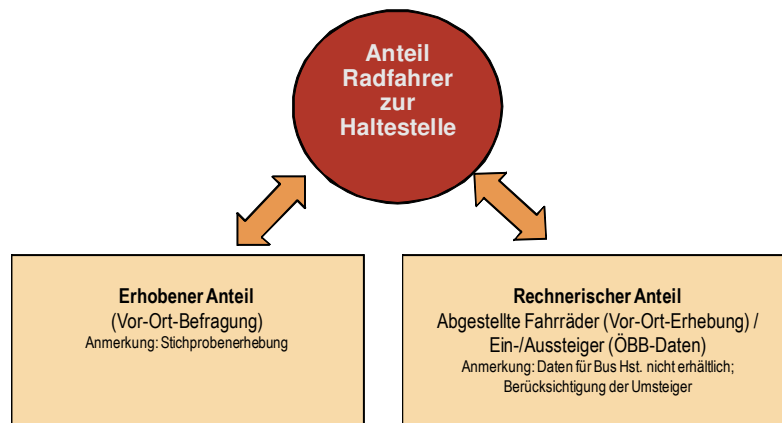 Anteil
Radfahrer
zur
Haltestelle
Erhobener Anteil
(Vor-Ort-Befragung)
Anmerkung: Stichprobenerhebung
Rechnerischer Anteil
Abgestellte Fahrräder (Vor-Ort-Erhebung) /
Ein-/Aussteiger (ÖBB-Daten)
Anmerkung: Daten für Bus Hst. nicht erhältlich;
Berücksichtigung der Umsteiger